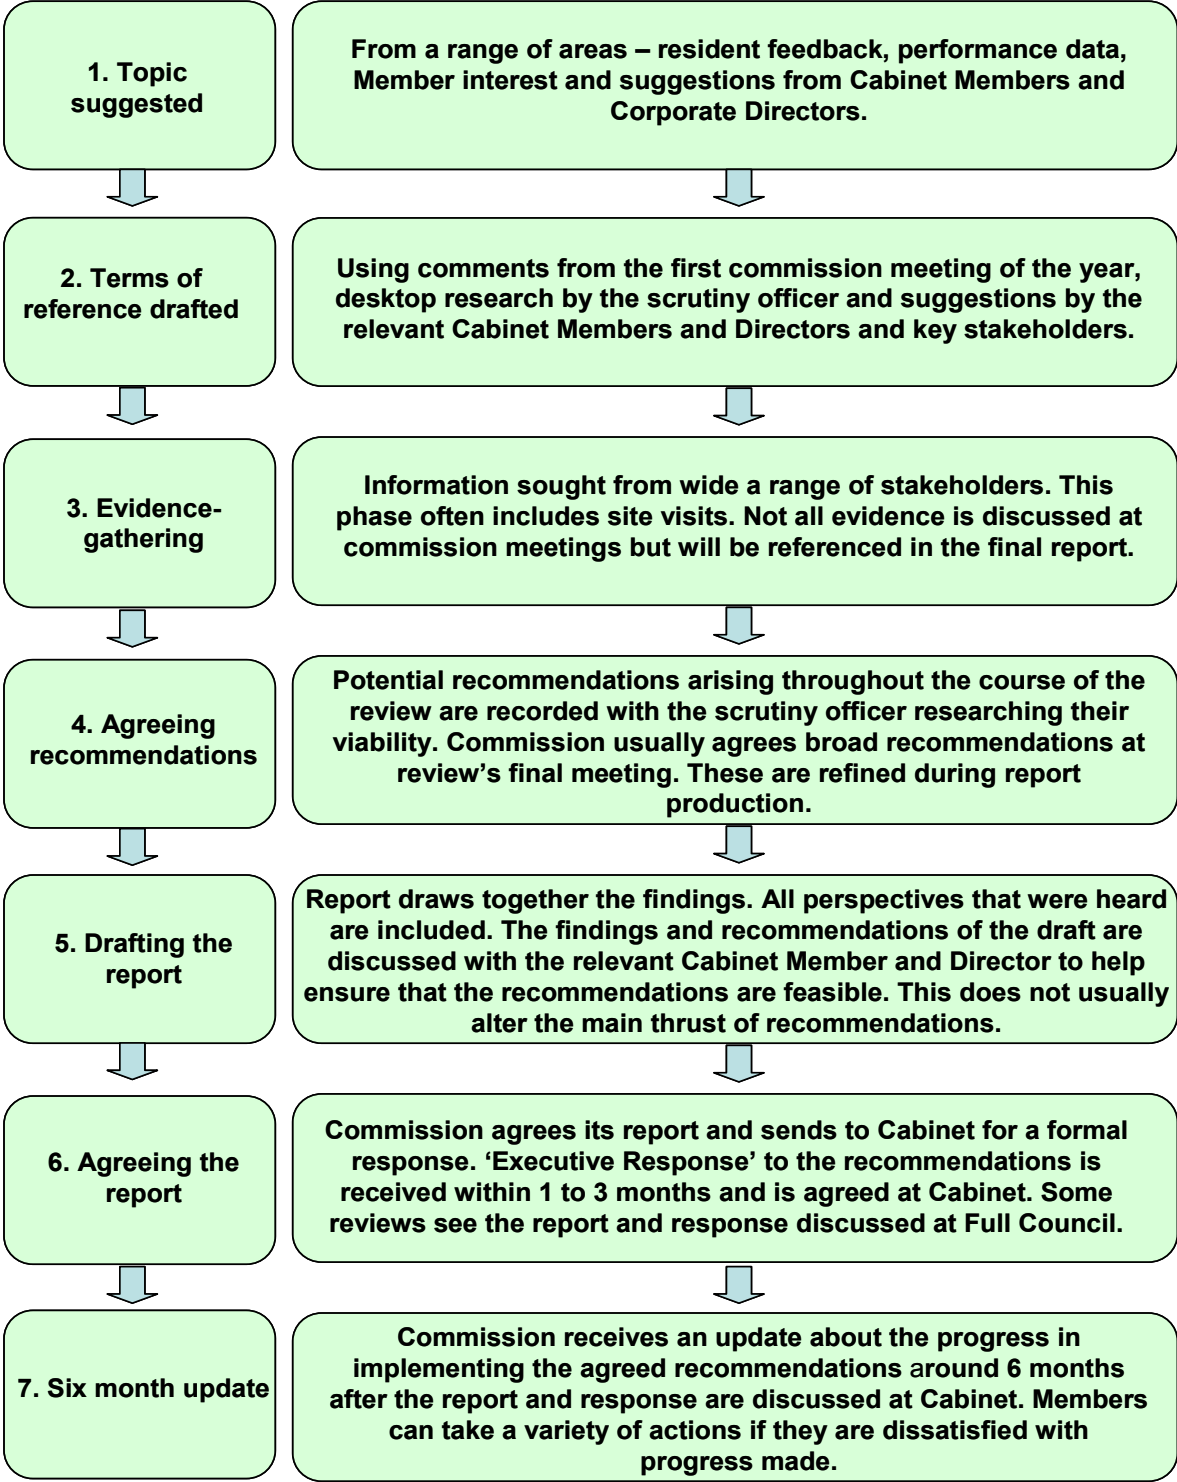 1. Topic
suggested
From a range of areas – resident feedback, performance data,
Member interest and suggestions from Cabinet Members and
Corporate Directors.
2. Terms of
reference drafted
Using comments from the first commission meeting of the year,
desktop research by the scrutiny officer and suggestions by the
relevant Cabinet Members and Directors and key stakeholders.
3. Evidence-
gathering
Information sought from wide a range of stakeholders. This
phase often includes site visits. Not all evidence is discussed at
commission meetings but will be referenced in the final report.
4. Agreeing
recommendations
Potential recommendations arising throughout the course of the
review are recorded with the scrutiny officer researching their
viability. Commission usually agrees broad recommendations at
review’s final meeting. These are refined during report
production.
5. Drafting the
report
Report draws together the findings. All perspectives that were heard
are included. The findings and recommendations of the draft are
discussed with the relevant Cabinet Member and Director to help
ensure that the recommendations are feasible. This does not usually
alter the main thrust of recommendations.
6. Agreeing the
report
Commission agrees its report and sends to Cabinet for a formal
response. ‘Executive Response’ to the recommendations is
received within 1 to 3 months and is agreed at Cabinet. Some
reviews see the report and response discussed at Full Council.
7. Six month update
Commission receives an update about the progress in
implementing the agreed recommendations around 6 months
after the report and response are discussed at Cabinet. Members
can take a variety of actions if they are dissatisfied with
progress made.